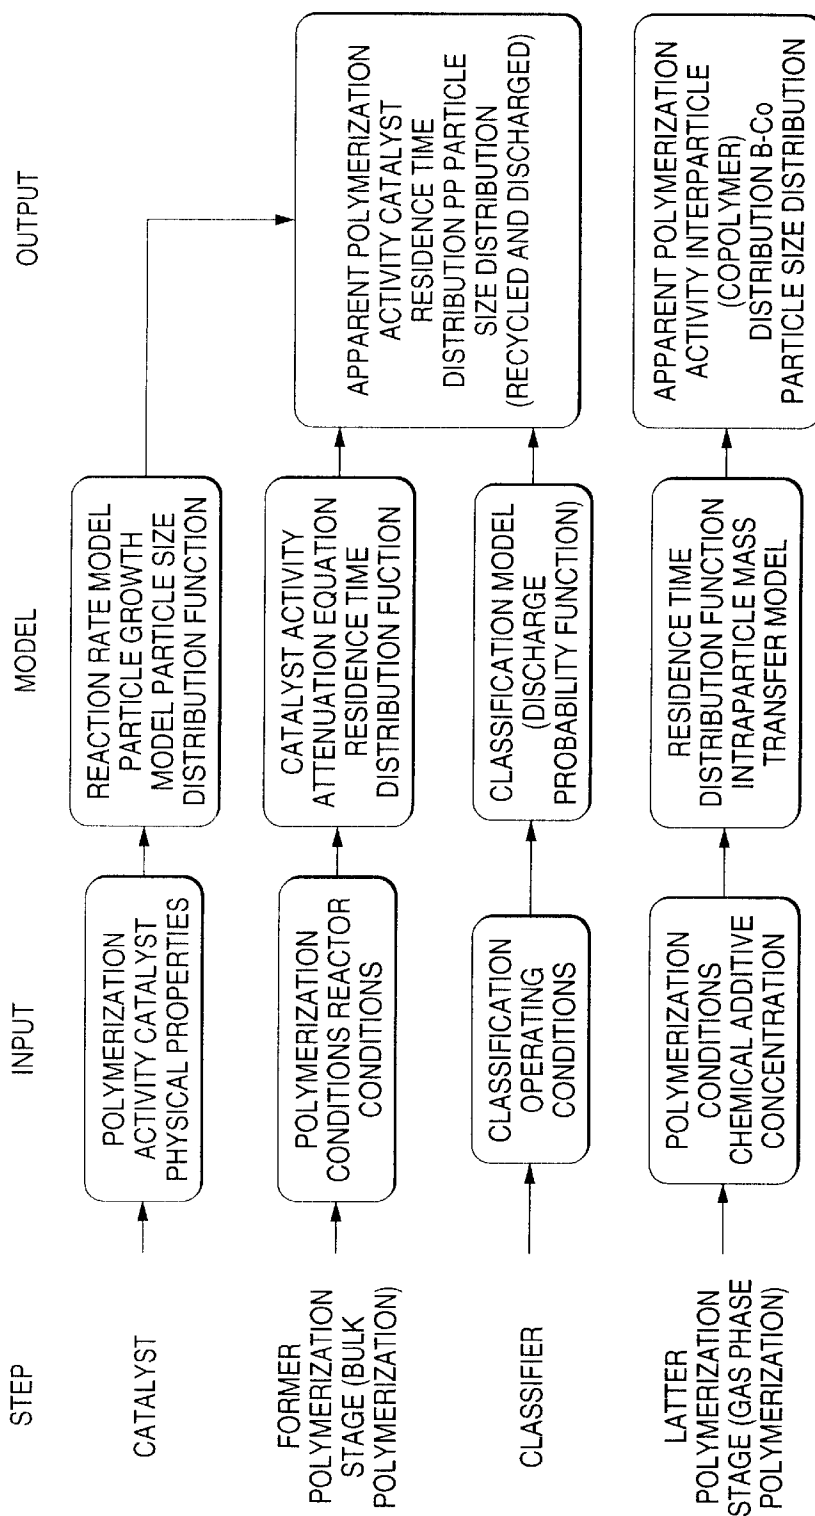 STEP
INPUT
MODEL
OUTPUT
CATALYST
POLYMERIZATION
ACTIVITY CATALYST
PHYSICAL PROPERTIES
REACTION RATE MODEL
PARTICLE GROWTH
MODEL PARTICLE SIZE
DISTRIBUTION FUNCTION
FORMER
POLYMERIZATION
STAGE (BULK
POLYMERIZATION)
POLYMERIZATION
CONDITIONS REACTOR
CONDITIONS
CATALYST ACTIVITY
ATTENUATION EQUATION
RESIDENCE TIME
DISTRIBUTION FUCTION
APPARENT POLYMERIZATION
ACTIVITY CATALYST
RESIDENCE TIME
DISTRIBUTION PP PARTICLE
SIZE DISTRIBUTION
(RECYCLED AND DISCHARGED)
CLASSIFIER
CLASSIFICATION
OPERATING
CONDITIONS
CLASSIFICATION MODEL
(DISCHARGE
PROBABILITY FUNCTION)
LATTER
POLYMERIZATION
STAGE (GAS PHASE
POLYMERIZATION)
POLYMERIZATION
CONDITIONS
CHEMICAL ADDITIVE
CONCENTRATION
RESIDENCE TIME
DISTRIBUTION FUNCTION
INTRAPARTICLE MASS
TRANSFER MODEL
APPARENT POLYMERIZATION
ACTIVITY INTERPARTICLE
(COPOLYMER)
DISTRIBUTION B-Co
PARTICLE SIZE DISTRIBUTION